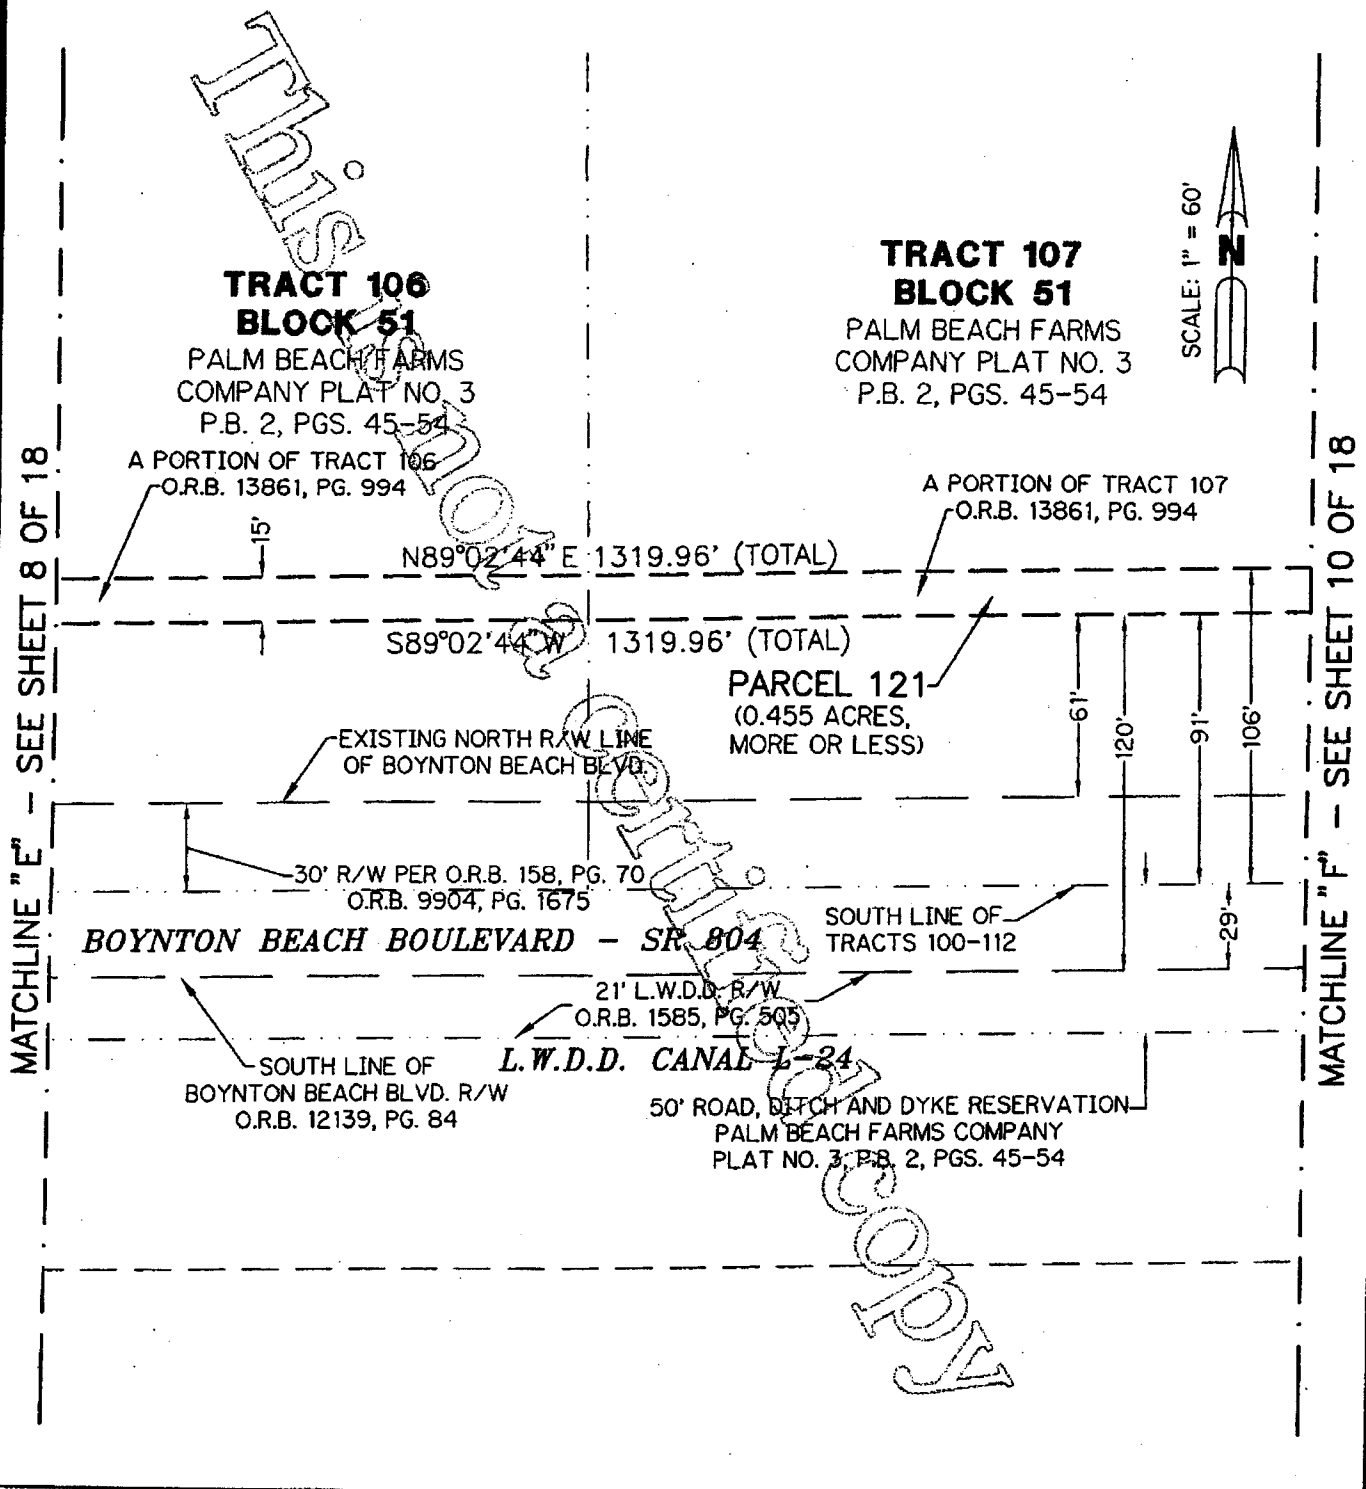 This is not a certified copy
TRACT 106
BLOCK 51
PALM BEACH FARMS
COMPANY PLAT NO. 3
P.B. 2, PGS. 45-54
A PORTION OF TRACT 106
O.R.B. 13861, PG. 994
TRACT 107
BLOCK 51
PALM BEACH FARMS
COMPANY PLAT NO. 3
P.B. 2, PGS. 45-54
SCALE: 1" = 60'
N
A PORTION OF TRACT 107
O.R.B. 13861, PG. 994
15'
N89°02'44" E 1319.96' (TOTAL)
S89°02'44" W 1319.96' (TOTAL)
PARCEL 121
(0.455 ACRES,
MORE OR LESS)
61'
120'
91'
106'
29'
EXISTING NORTH R/W LINE
OF BOYNTON BEACH BLVD.
30' R/W PER O.R.B. 158, PG. 70
O.R.B. 9904, PG. 1675
SOUTH LINE OF
TRACTS 100-112
BOYNTON BEACH BOULEVARD - SR 804
21' L.W.D.D. R/W
O.R.B. 1585, PG. 505
L.W.D.D. CANAL L-24
SOUTH LINE OF
BOYNTON BEACH BLVD. R/W
O.R.B. 12139, PG. 84
50' ROAD, DITCH AND DYKE RESERVATION
PALM BEACH FARMS COMPANY
PLAT NO. 3, P.B. 2, PGS. 45-54
MATCHLINE "E" - SEE SHEET 8 OF 18
MATCHLINE "F" - SEE SHEET 10 OF 18